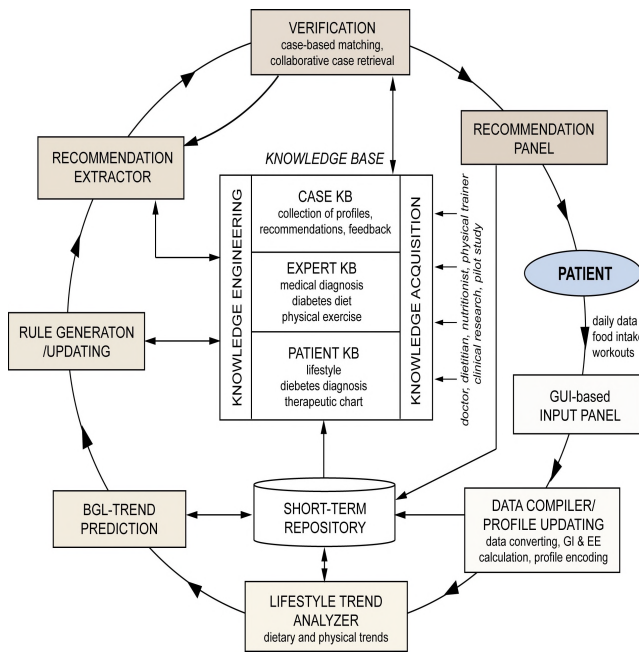 VERIFICATION
case-based matching,
collaborative case retrieval
RECOMMENDATION
PANEL
RECOMMENDATION
EXTRACTOR
KNOWLEDGE BASE
KNOWLEDGE ENGINEERING
CASE KB
collection of profiles,
recommendations, feedback
EXPERT KB
medical diagnosis
diabetes diet
physical exercise
PATIENT KB
lifestyle
diebetes diagnosis
therapeutic chart
KNOWLEDGE ACQUISITION
doctor, dietitian, nutritionist, physical trainer
clinical research, pilot study
PATIENT
daily data
food intake
workouts
RULE GENERATON
/UPDATING
GUI-based
INPUT PANEL
BGL-TREND
PREDICTION
SHORT-TERM
REPOSITORY
DATA COMPILER/
PROFILE UPDATING
data converting, GI & EE
calculation, profile encoding
LIFESTYLE TREND
ANALYZER
dietary and physical trends